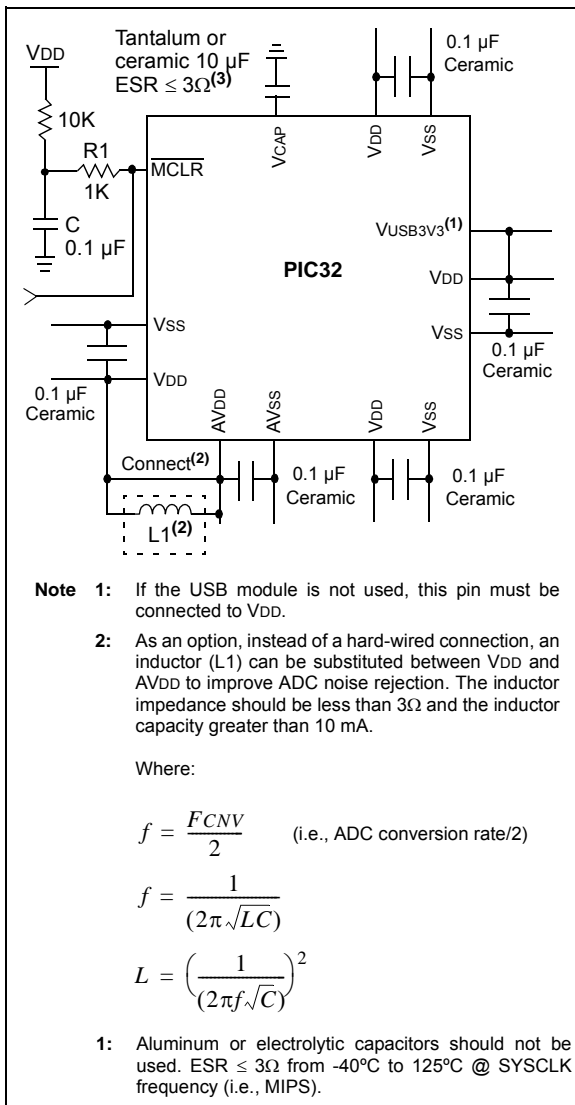 VDD
Tantalum or
ceramic 10 µF
ESR ≤ 3Ω(3)
0.1 µF
Ceramic
10K
R1
1K
MCLR
C
0.1 µF
VCAP
VDD
VSS
VUSB3V3(1)
VDD
VSS
PIC32
0.1 µF
Ceramic
VSS
VDD
0.1 µF
Ceramic
AVDD
AVSS
VDD
VSS
Connect(2)
L1(2)
0.1 µF
Ceramic
0.1 µF
Ceramic
Note 1: If the USB module is not used, this pin must be
connected to VDD.
2: As an option, instead of a hard-wired connection, an
inductor (L1) can be substituted between VDD and
AVDD to improve ADC noise rejection. The inductor
impedance should be less than 3Ω and the inductor
capacity greater than 10 mA.
Where:
f = FCNV/2 (i.e., ADC conversion rate/2)
f = 1/(2π√LC)
L = (1/(2πf√C))²
1: Aluminum or electrolytic capacitors should not be
used. ESR ≤ 3Ω from -40ºC to 125ºC @ SYSCLK
frequency (i.e., MIPS).